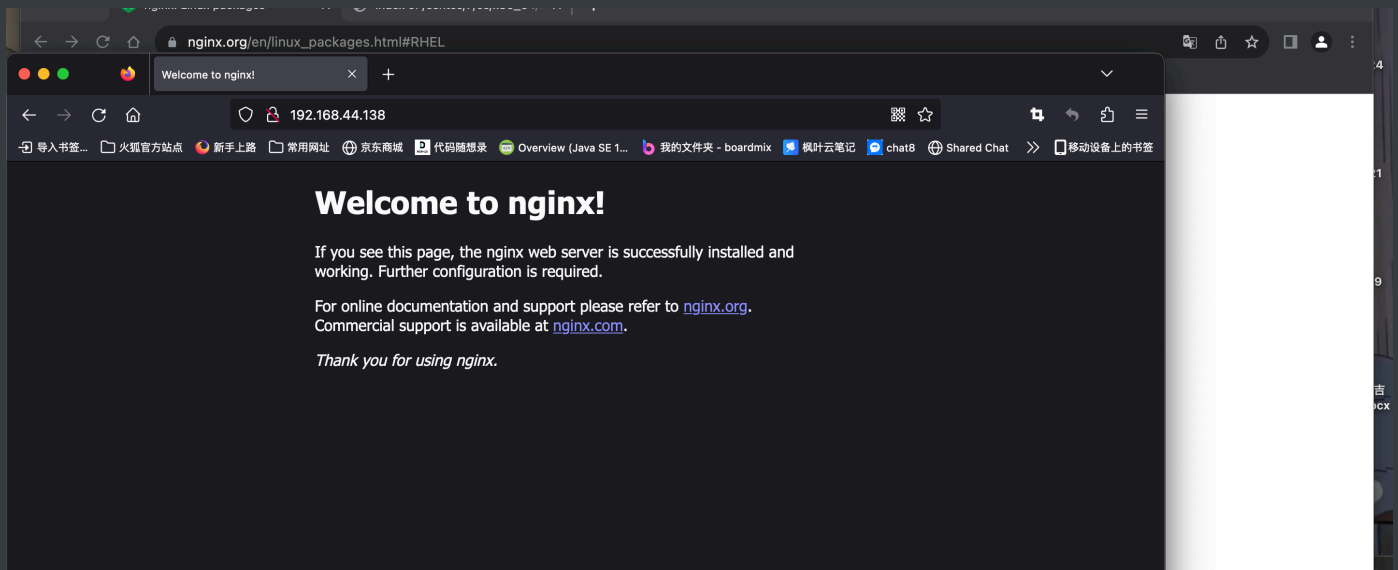 nginx.org/en/linux_packages.html#RHEL
24
Welcome to nginx!
192.168.44.138
导入书签... 火狐官方站点 新手上路 常用网址 京东商城 代码随想录 Overview (Java SE 1... 我的文件夹 - boardmix 枫叶云笔记 chat8 Shared Chat 移动设备上的书签
21
Welcome to nginx!
If you see this page, the nginx web server is successfully installed and
working. Further configuration is required.
9
For online documentation and support please refer to nginx.org.
Commercial support is available at nginx.com.
Thank you for using nginx.
吉
ocx